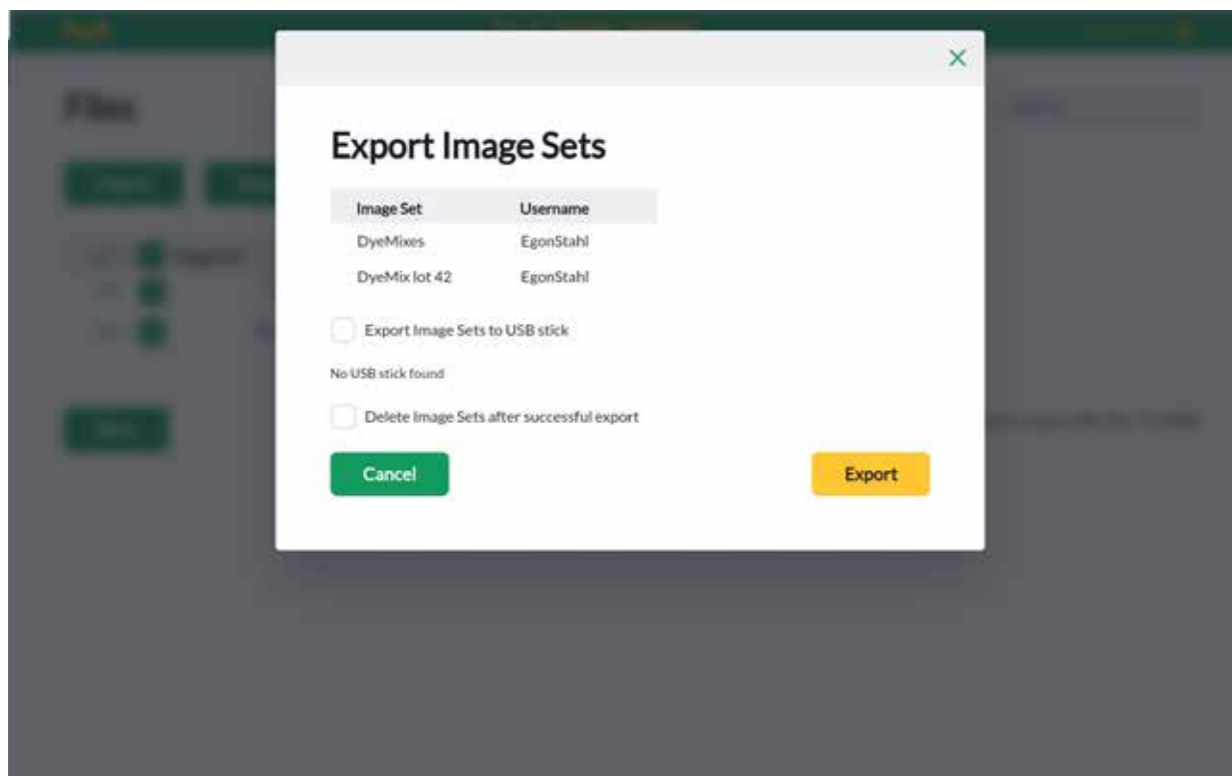 Files
Export Image Sets
Image Set Username
DyeMixes EgonStahl
DyeMix lot 42 EgonStahl
Export Image Sets to USB stick
No USB stick found
Delete Image Sets after successful export
Cancel Export